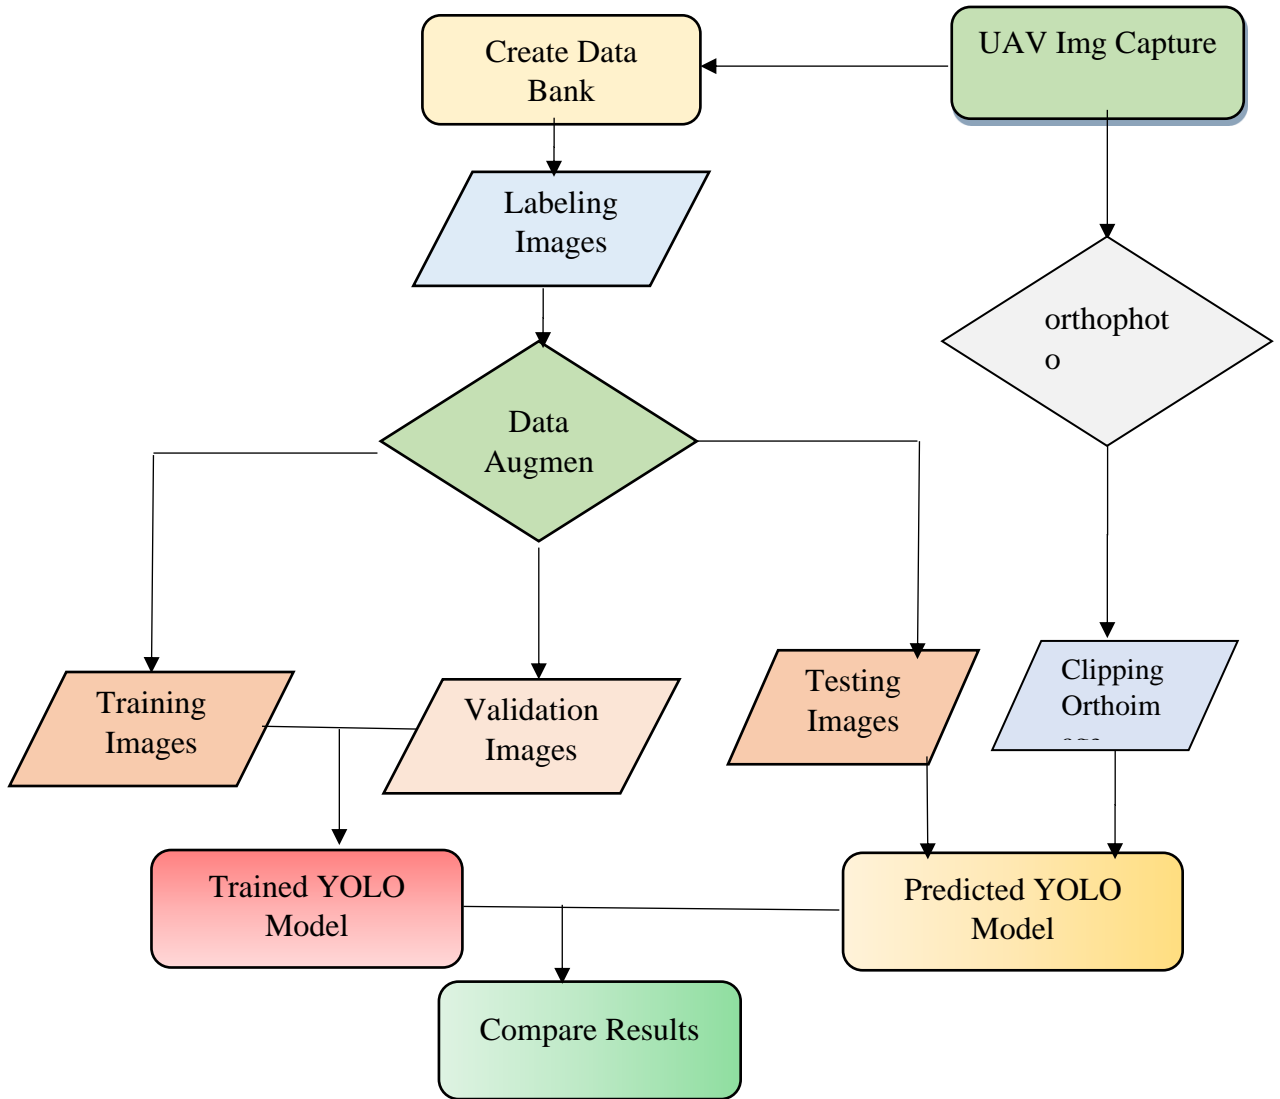 Create Data
Bank
UAV Img Capture
Labeling
Images
orthophot
o
Data
Augmen
Training
Images
Validation
Images
Testing
Images
Clipping
Orthoim
Trained YOLO
Model
Predicted YOLO
Model
Compare Results